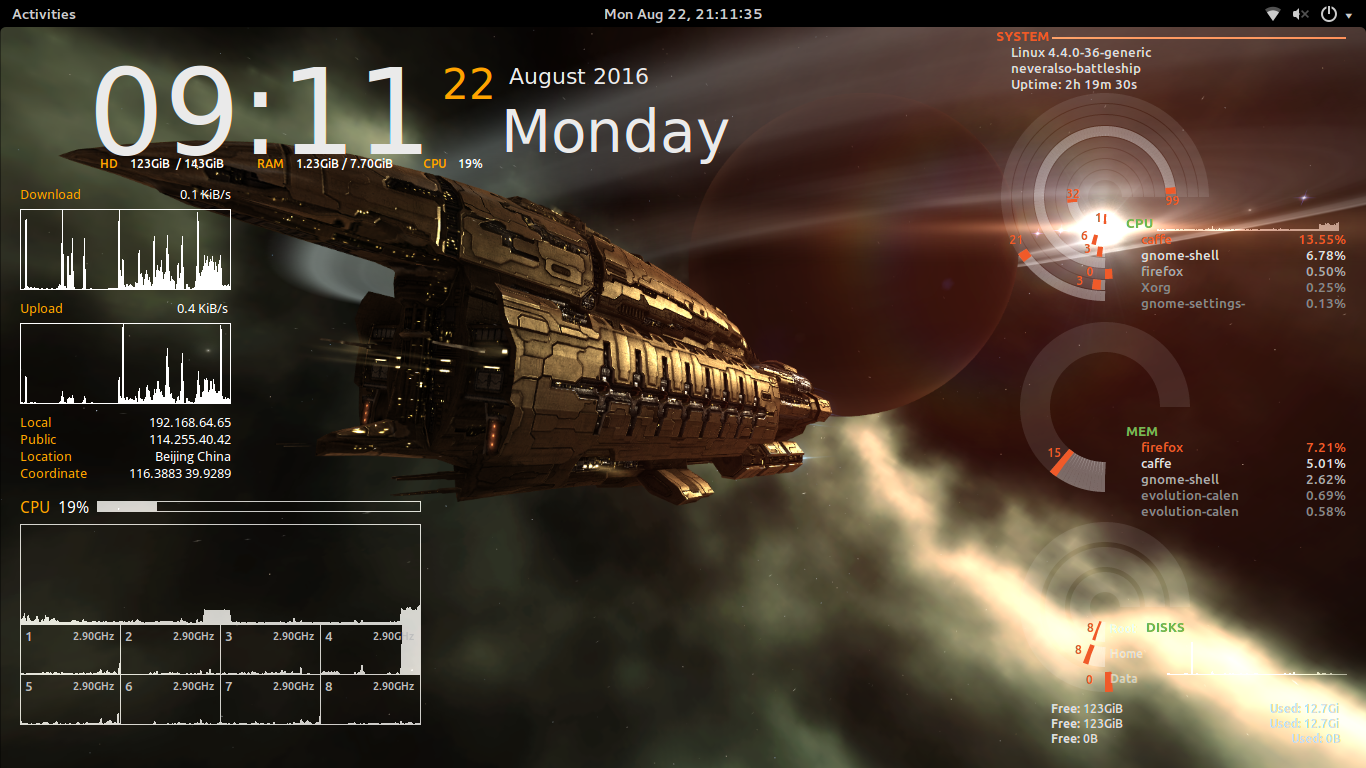 Activities
Mon Aug 22, 21:11:35
09:11
22
August 2016
Monday
HD 123GiB / 143GiB RAM 1.23GiB / 7.70GiB CPU 19%
Download 0.1 KiB/s
Upload 0.4 KiB/s
Local 192.168.64.65
Public 114.255.40.42
Location Beijing China
Coordinate 116.3883 39.9289
CPU 19%
1 2.90GHz 2 2.90GHz 3 2.90GHz 4 2.90GHz
5 2.90GHz 6 2.90GHz 7 2.90GHz 8 2.90GHz
SYSTEM
Linux 4.4.0-36-generic
neveralso-battleship
Uptime: 2h 19m 30s
32
99
1
6
21
3
0
3
CPU
caffe 13.55%
gnome-shell 6.78%
firefox 0.50%
Xorg 0.25%
gnome-settings- 0.13%
15
MEM
firefox 7.21%
caffe 5.01%
gnome-shell 2.62%
evolution-calen 0.69%
evolution-calen 0.58%
8
DISKS
8 Home
0 Data
Free: 123GiB Used: 12.7Gi
Free: 123GiB Used: 12.7Gi
Free: 0B Used: 0B